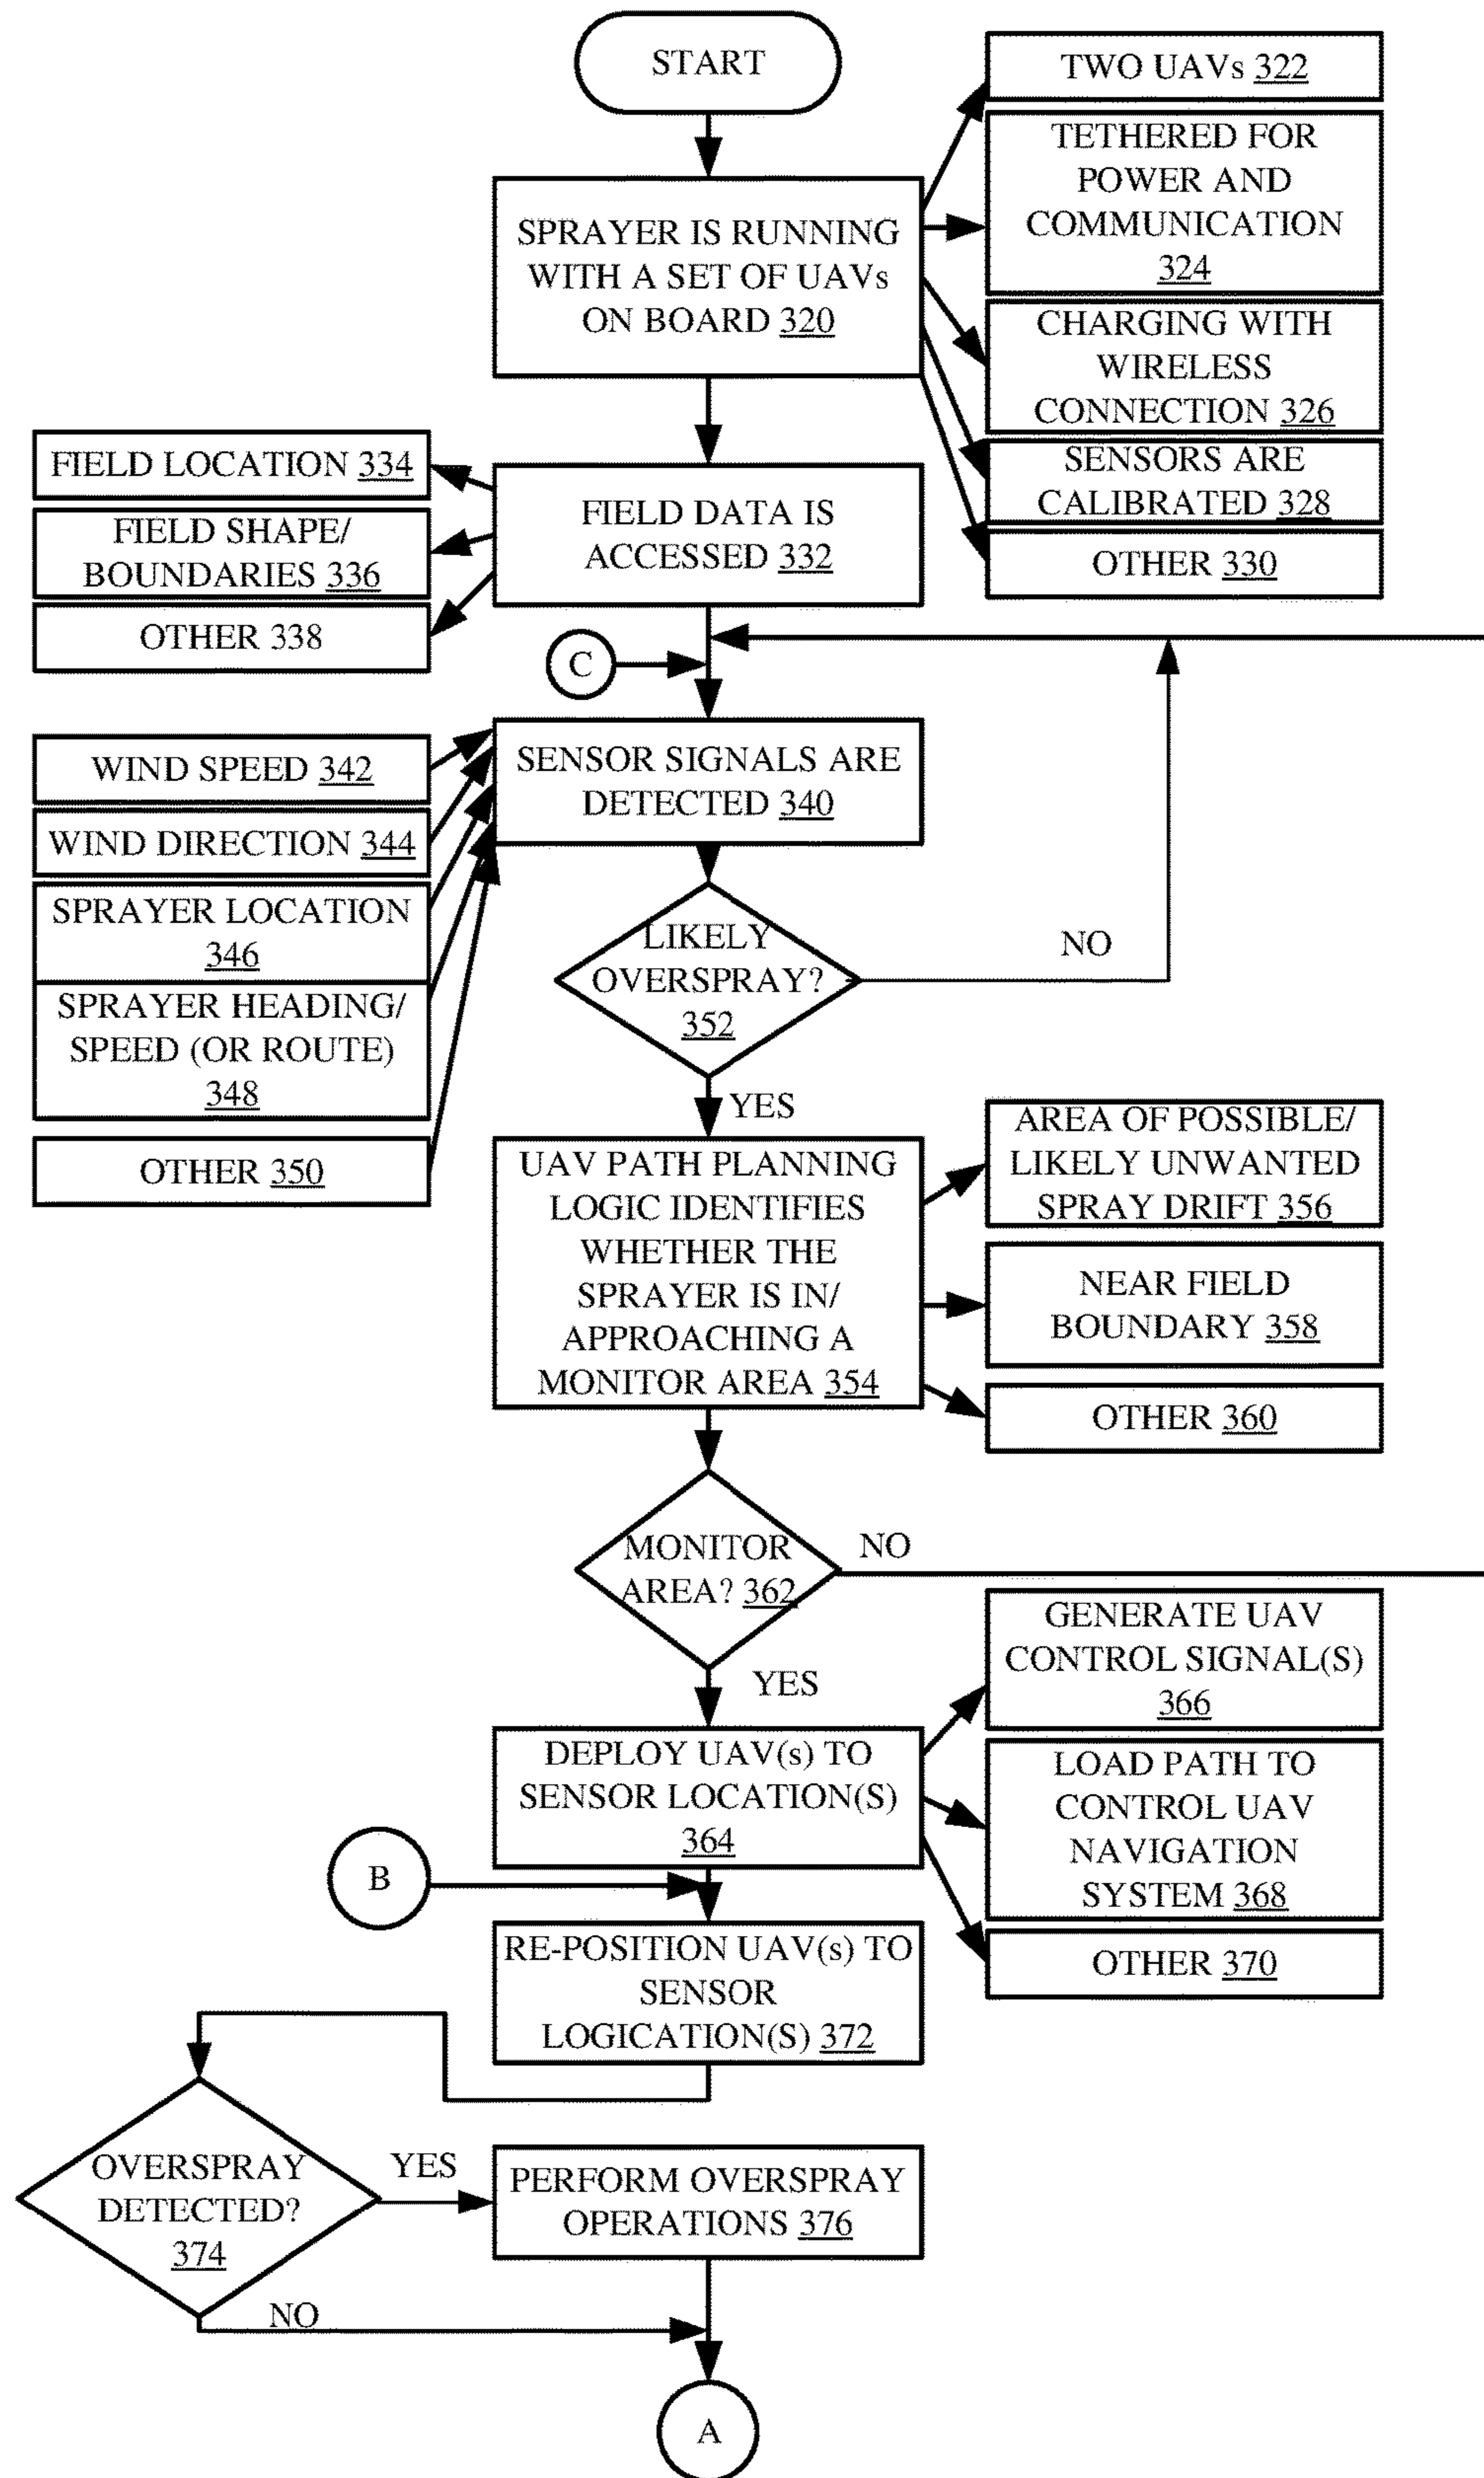 START
TWO UAVs 322
TETHERED FOR
POWER AND
COMMUNICATION
324
SPRAYER IS RUNNING
WITH A SET OF UAVs
ON BOARD 320
CHARGING WITH
WIRELESS
CONNECTION 326
SENSORS ARE
CALIBRATED 328
OTHER 330
FIELD LOCATION 334
FIELD SHAPE/
BOUNDARIES 336
OTHER 338
FIELD DATA IS
ACCESSED 332
C
WIND SPEED 342
WIND DIRECTION 344
SPRAYER LOCATION
346
SPRAYER HEADING/
SPEED (OR ROUTE)
348
OTHER 350
SENSOR SIGNALS ARE
DETECTED 340
LIKELY
OVERSPRAY?
352
NO
YES
UAV PATH PLANNING
LOGIC IDENTIFIES
WHETHER THE
SPRAYER IS IN/
APPROACHING A
MONITOR AREA 354
AREA OF POSSIBLE/
LIKELY UNWANTED
SPRAY DRIFT 356
NEAR FIELD
BOUNDARY 358
OTHER 360
MONITOR
AREA? 362
NO
YES
GENERATE UAV
CONTROL SIGNAL(S)
366
DEPLOY UAV(s) TO
SENSOR LOCATION(S)
364
LOAD PATH TO
CONTROL UAV
NAVIGATION
SYSTEM 368
OTHER 370
B
RE-POSITION UAV(s) TO
SENSOR
LOGICATION(S) 372
OVERSPRAY
DETECTED?
374
YES
PERFORM OVERSPRAY
OPERATIONS 376
NO
A